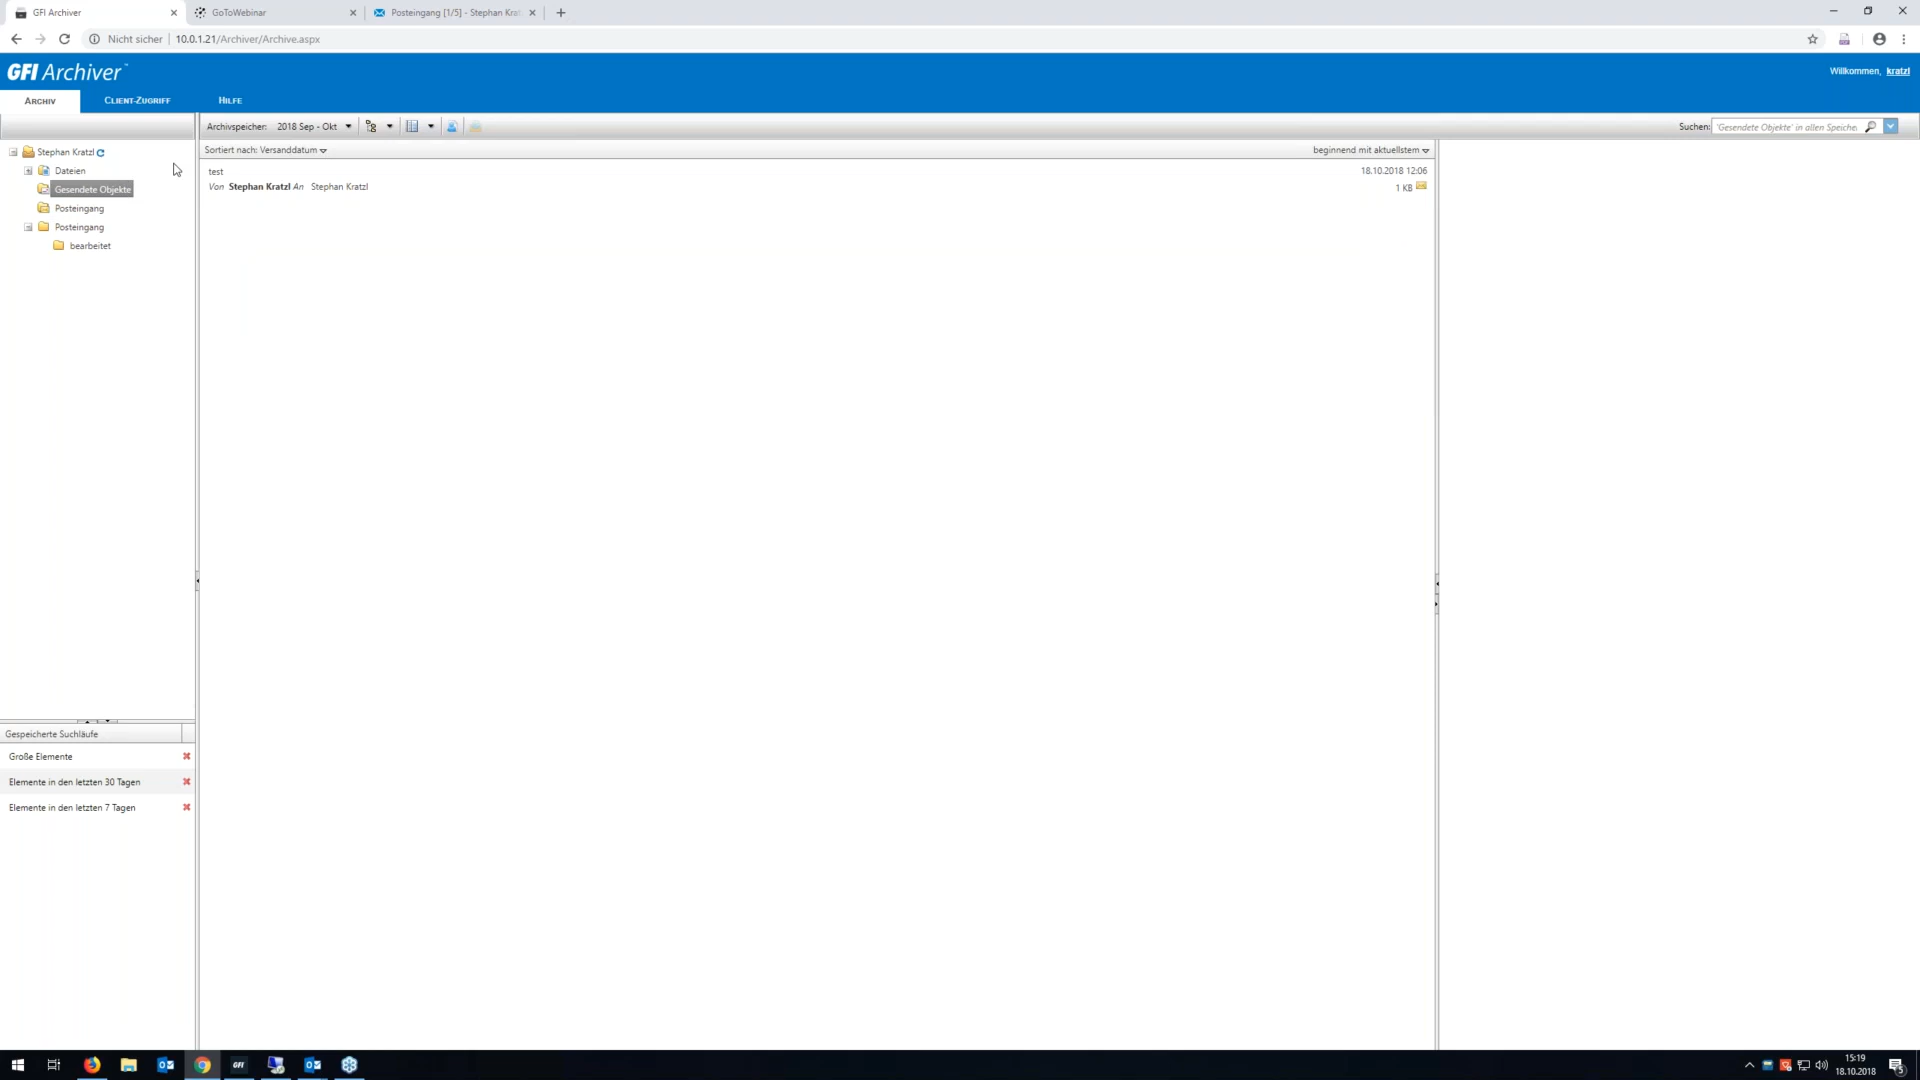 GFI Archiver
GoToWebinar
Posteingang [1/5] - Stephan Krat
Nicht sicher
10.0.1.21/Archiver/Archive.aspx
GFI Archiver
Willkommen, kratzl
ARCHIV
CLIENT-ZUGRIFF
HILFE
Archivspeicher: 2018 Sep - Okt
Suchen: 'Gesendete Objekte' in allen Speiche
Stephan Kratzl
Sortiert nach: Versanddatum
beginnend mit aktuellstem
Dateien
test
18.10.2018 12:06
Gesendete Objekte
Von Stephan Kratzl An Stephan Kratzl
1 KB
Posteingang
Posteingang
bearbeitet
Gespeicherte Suchläufe
Große Elemente
Elemente in den letzten 30 Tagen
Elemente in den letzten 7 Tagen
GFI
15:19
18.10.2018
5